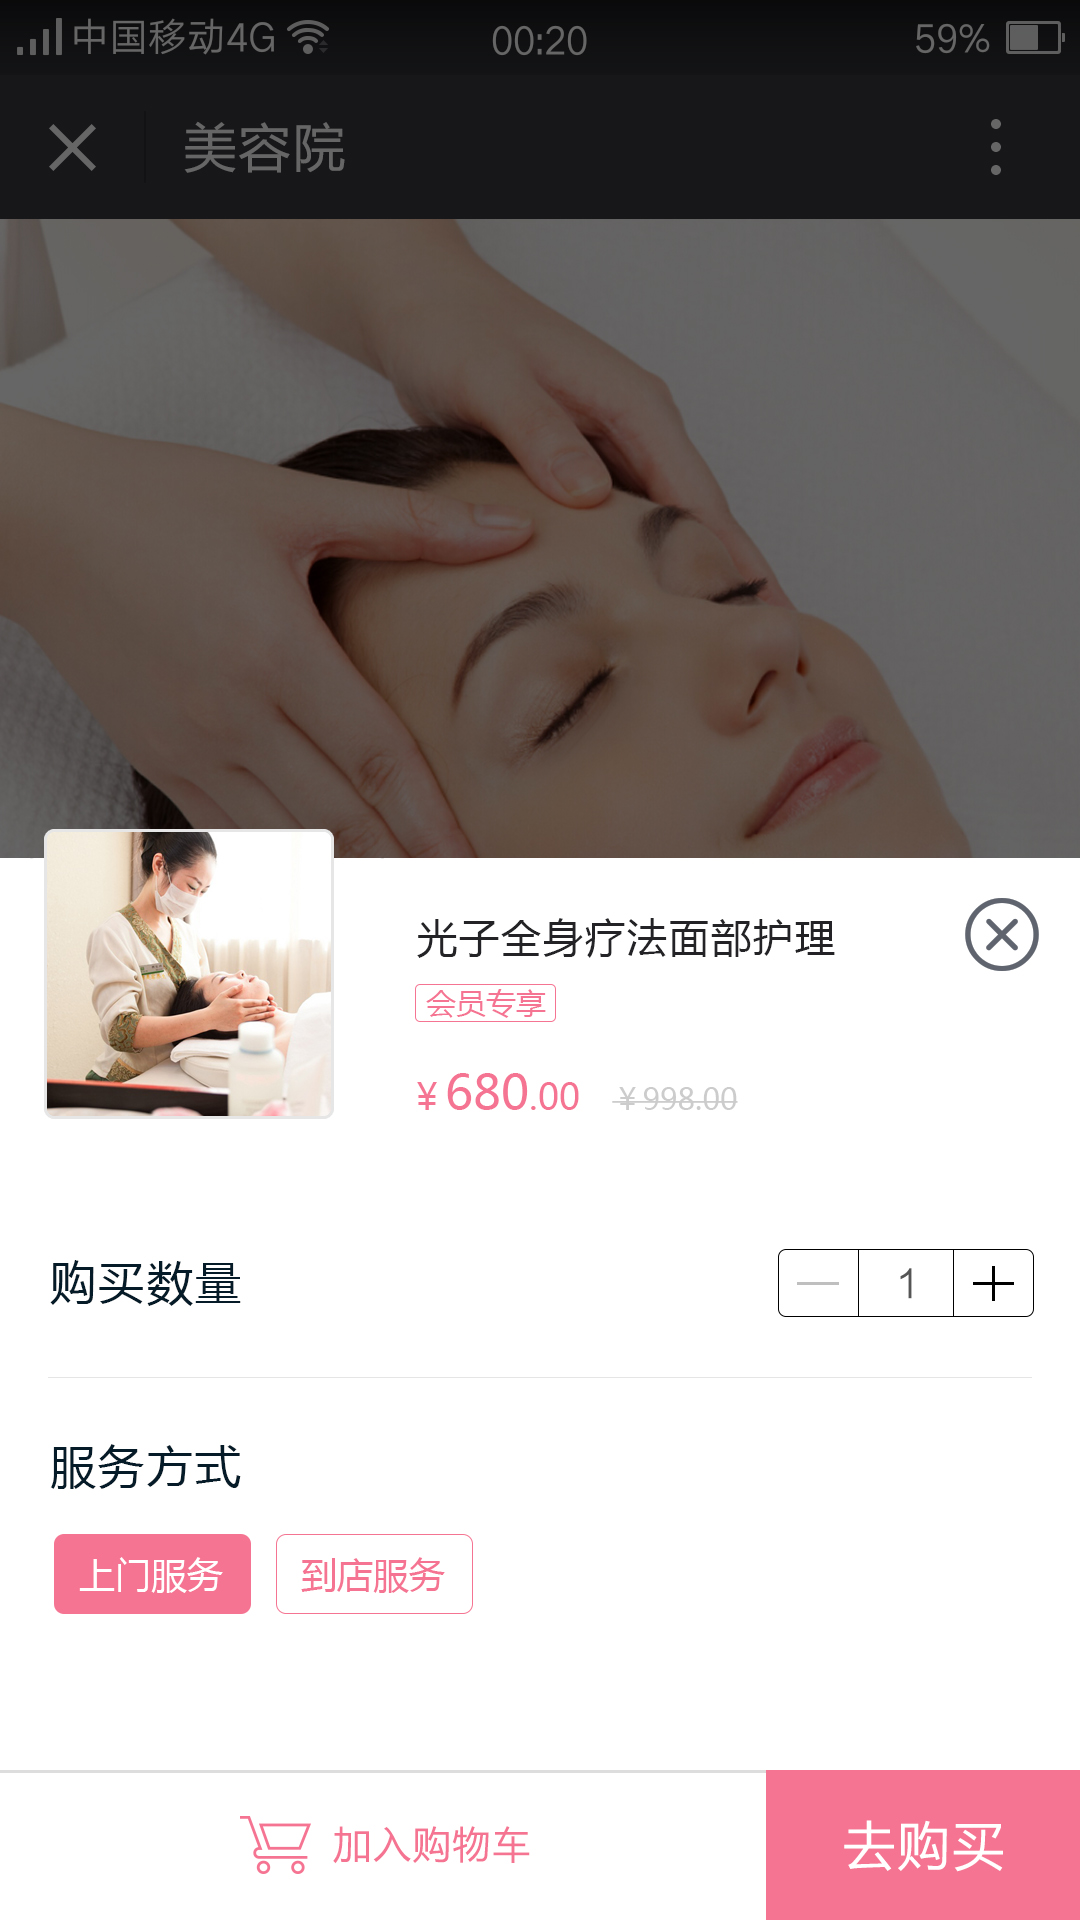 中国移动4G 00:20 59%
美容院
光子全身疗法面部护理
会员专享
¥680.00 ¥998.00
购买数量 1
服务方式
上门服务 到店服务
加入购物车 去购买